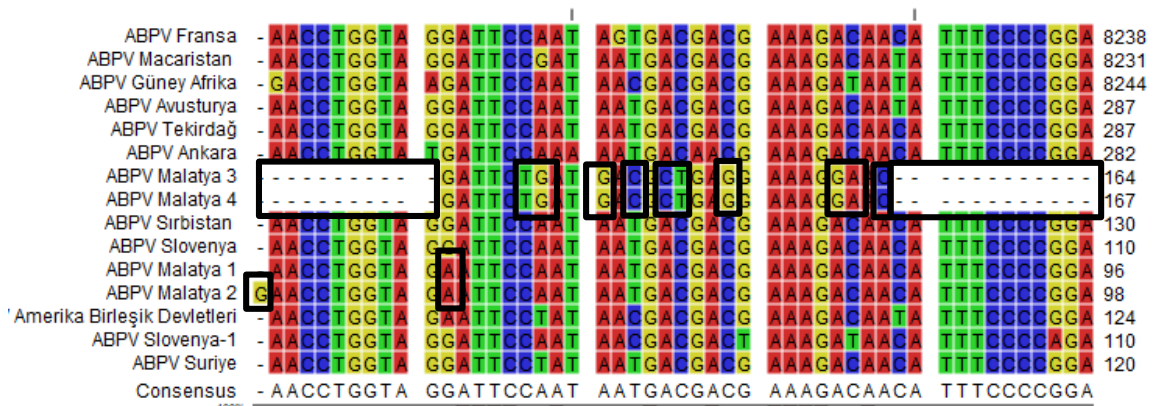 ABPV Fransa -AACCTGGTA GGATTCCAAT AGTGACGACG AAAGACAACA TTTCCCCGGA 8238
ABPV Macaristan -AACCTGGTA GGATTCCGAT AATGACGACG AAAGACAATA TTTCCCCGGA 8231
ABPV Güney Afrika -GACCTGGTA AGATTCCAAT AACGACGACG AAAGATAATA TTTCCCCGGA 8244
ABPV Avusturya -AACCTGGTA GGATTCCAAT AATGACGACG AAAGACAATA TTTCCCCGGA 287
ABPV Tekirdağ -AACCTGGTA GGATTCCAAT AATGACGACG AAAGACAACA TTTCCCCGGA 287
ABPV Ankara -AACCTGGTA TGATTCCAAA AATGACAACG AAAGACAACA TTTCCCCGGA 282
ABPV Malatya 3 ---------- -GATTCTGAT GACGCTGAGG AAAGGAAC-- ---------- 164
ABPV Malatya 4 ---------- -GATTCTGAT GACGCTGAGG AAAGGAAC-- ---------- 167
ABPV Sırbistan -AACCTGGTA GGATTCCAAT AATGACGACG AAAGACAACA TTTCCCCGGA 130
ABPV Slovenya -AACCTGGTA GGATTCCAAT AATGACGACG AAAGACAACA TTTCCCCGGA 110
ABPV Malatya 1 -AACCTGGTA GAATTCCAAT AATGACGACG AAAGACAACA TTTCCCCGGA 96
ABPV Malatya 2 GAACCTGGTA GAATTCCAAT AATGACGACG AAAGACAACA TTTCCCCGGA 98
Amerika Birleşik Devletleri -AACCTGGTA GAATTCCTAT AACGACGACG AAAGACAATA TTTCCCCGGA 124
ABPV Slovenya-1 -AACCTGGTA GGATTCCAAT AACGACGACT AAAGATAACA TTTCCCCAGA 110
ABPV Suriye -AACCTGGTA GGATTCCTAT AACGACGACG AAAGACAACA TTTCCCCGGA 120
Consensus -AACCTGGTA GGATTCCAAT AATGACGACG AAAGACAACA TTTCCCCGGA